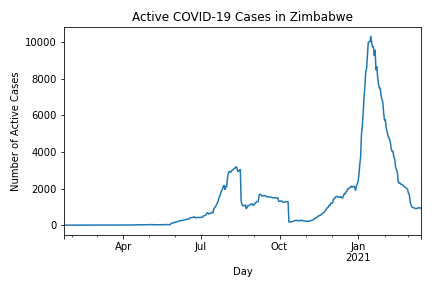 Active COVID-19 Cases in Zimbabwe
Number of Active Cases
10000
8000
6000
4000
2000
0
Apr
Jul
Oct
Jan
2021
Day